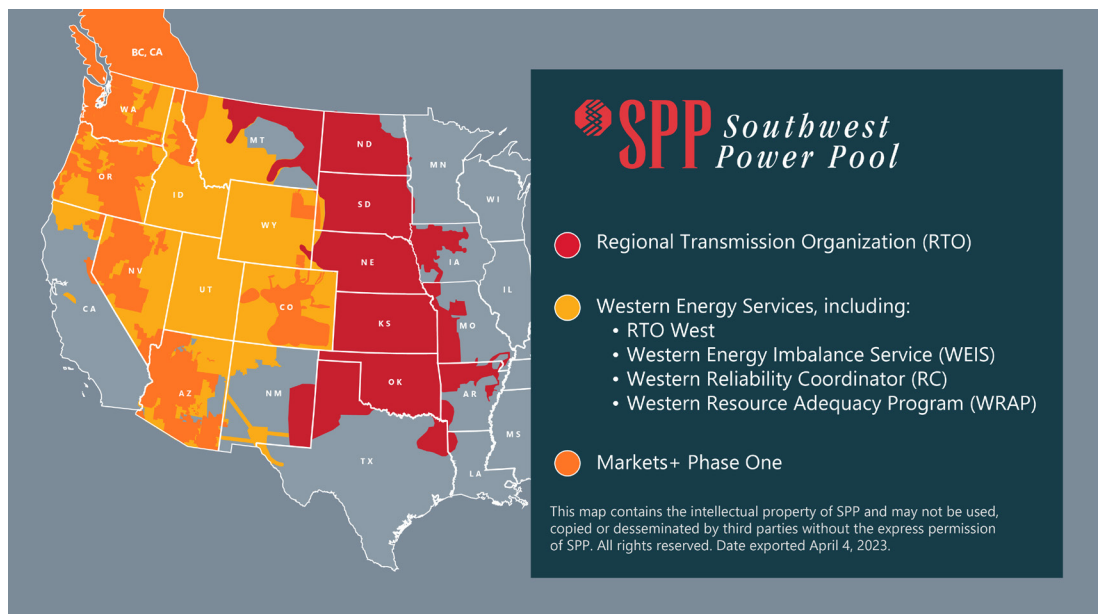 BC, CA
WA
MT
ND
MN
OR
ID
SD
WI
WY
NE
IA
NV
UT
CO
IL
CA
KS
MO
AZ
NM
OK
AR
MS
TX
LA
SPP Southwest
Power Pool
Regional Transmission Organization (RTO)
Western Energy Services, including:
• RTO West
• Western Energy Imbalance Service (WEIS)
• Western Reliability Coordinator (RC)
• Western Resource Adequacy Program (WRAP)
Markets+ Phase One
This map contains the intellectual property of SPP and may not be used,
copied or desseminated by third parties without the express permission
of SPP. All rights reserved. Date exported April 4, 2023.